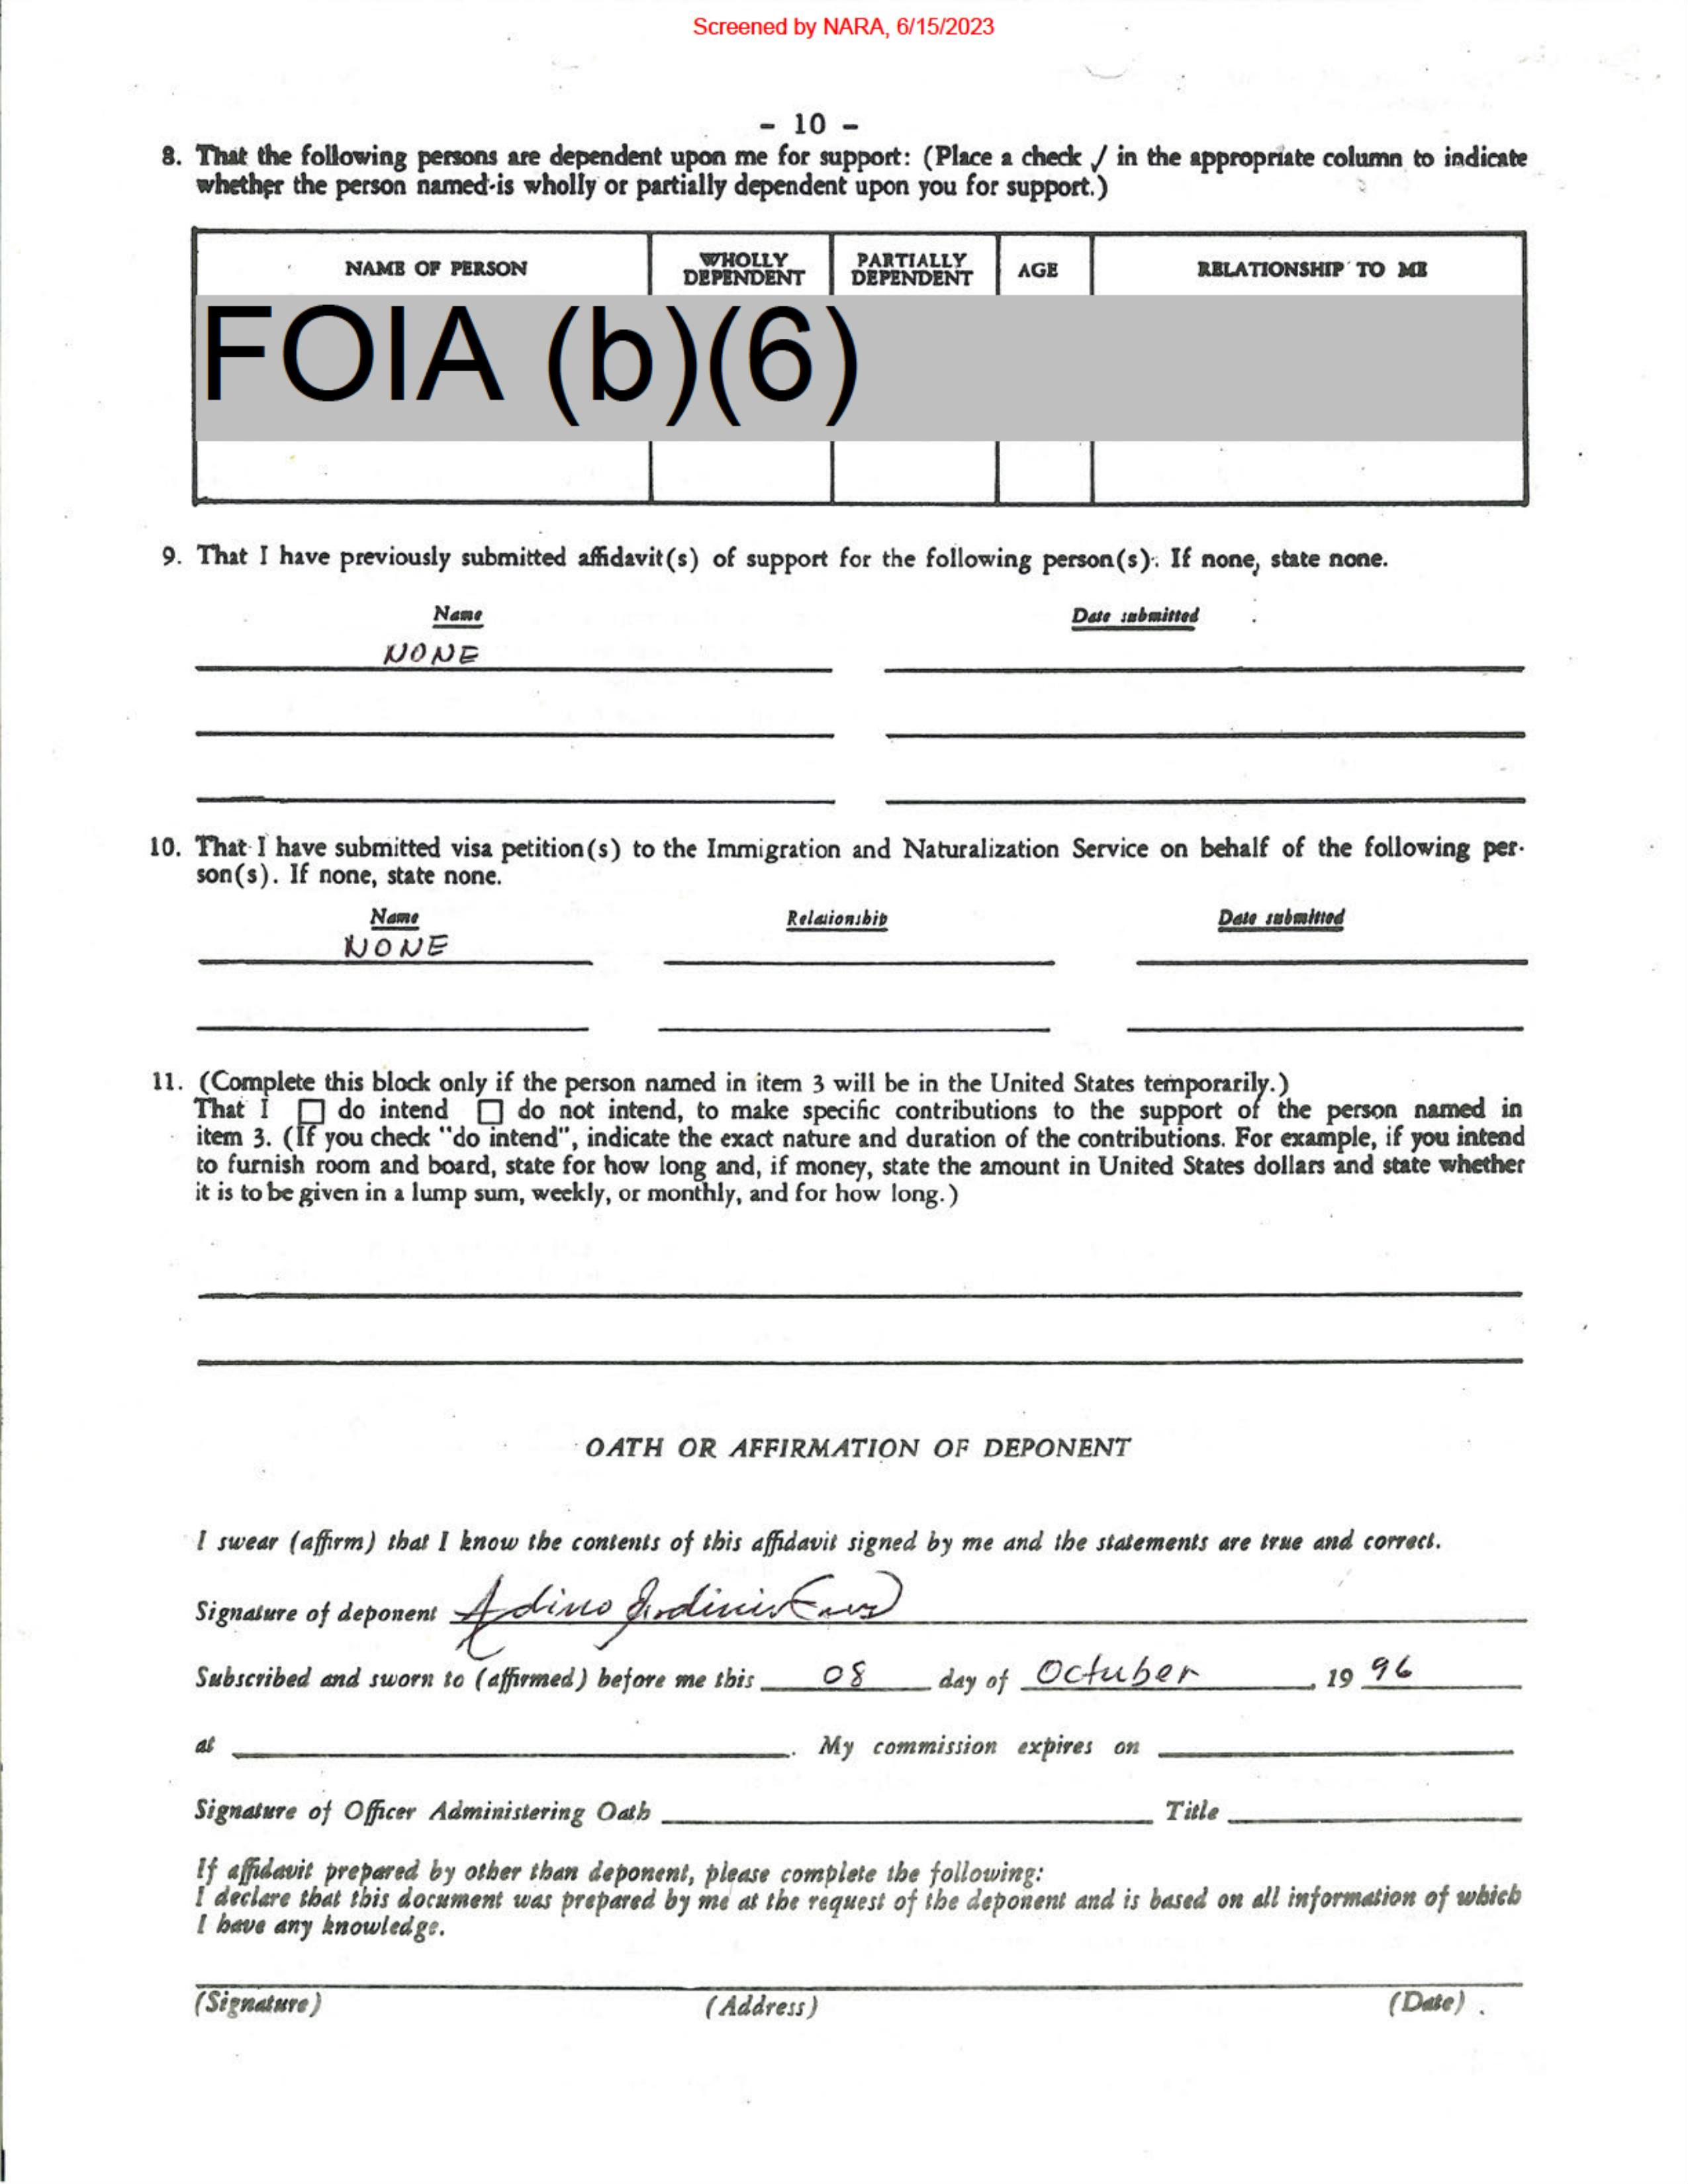 Screened by NARA, 6/15/2023
- 10 -
8. That the following persons are dependent upon me for support: (Place a check / in the appropriate column to indicate
whether the person named is wholly or partially dependent upon you for support.)
NAME OF PERSON WHOLLY DEPENDENT PARTIALLY DEPENDENT AGE RELATIONSHIP TO ME
FOIA (b)(6)
9. That I have previously submitted affidavit(s) of support for the following person(s). If none, state none.
Name Date submitted
NONE
10. That I have submitted visa petition(s) to the Immigration and Naturalization Service on behalf of the following per-
son(s). If none, state none.
Name Relationship Date submitted
NONE
11. (Complete this block only if the person named in item 3 will be in the United States temporarily.)
That I ☐ do intend ☐ do not intend, to make specific contributions to the support of the person named in
item 3. (If you check "do intend", indicate the exact nature and duration of the contributions. For example, if you intend
to furnish room and board, state for how long and, if money, state the amount in United States dollars and state whether
it is to be given in a lump sum, weekly, or monthly, and for how long.)
OATH OR AFFIRMATION OF DEPONENT
I swear (affirm) that I know the contents of this affidavit signed by me and the statements are true and correct.
Signature of deponent Adino
Subscribed and sworn to (affirmed) before me this 08 day of Octuber, 19 96
at . My commission expires on
Signature of Officer Administering Oath Title
If affidavit prepared by other than deponent, please complete the following:
I declare that this document was prepared by me at the request of the deponent and is based on all information of which
I have any knowledge.
(Signature) (Address) (Date)